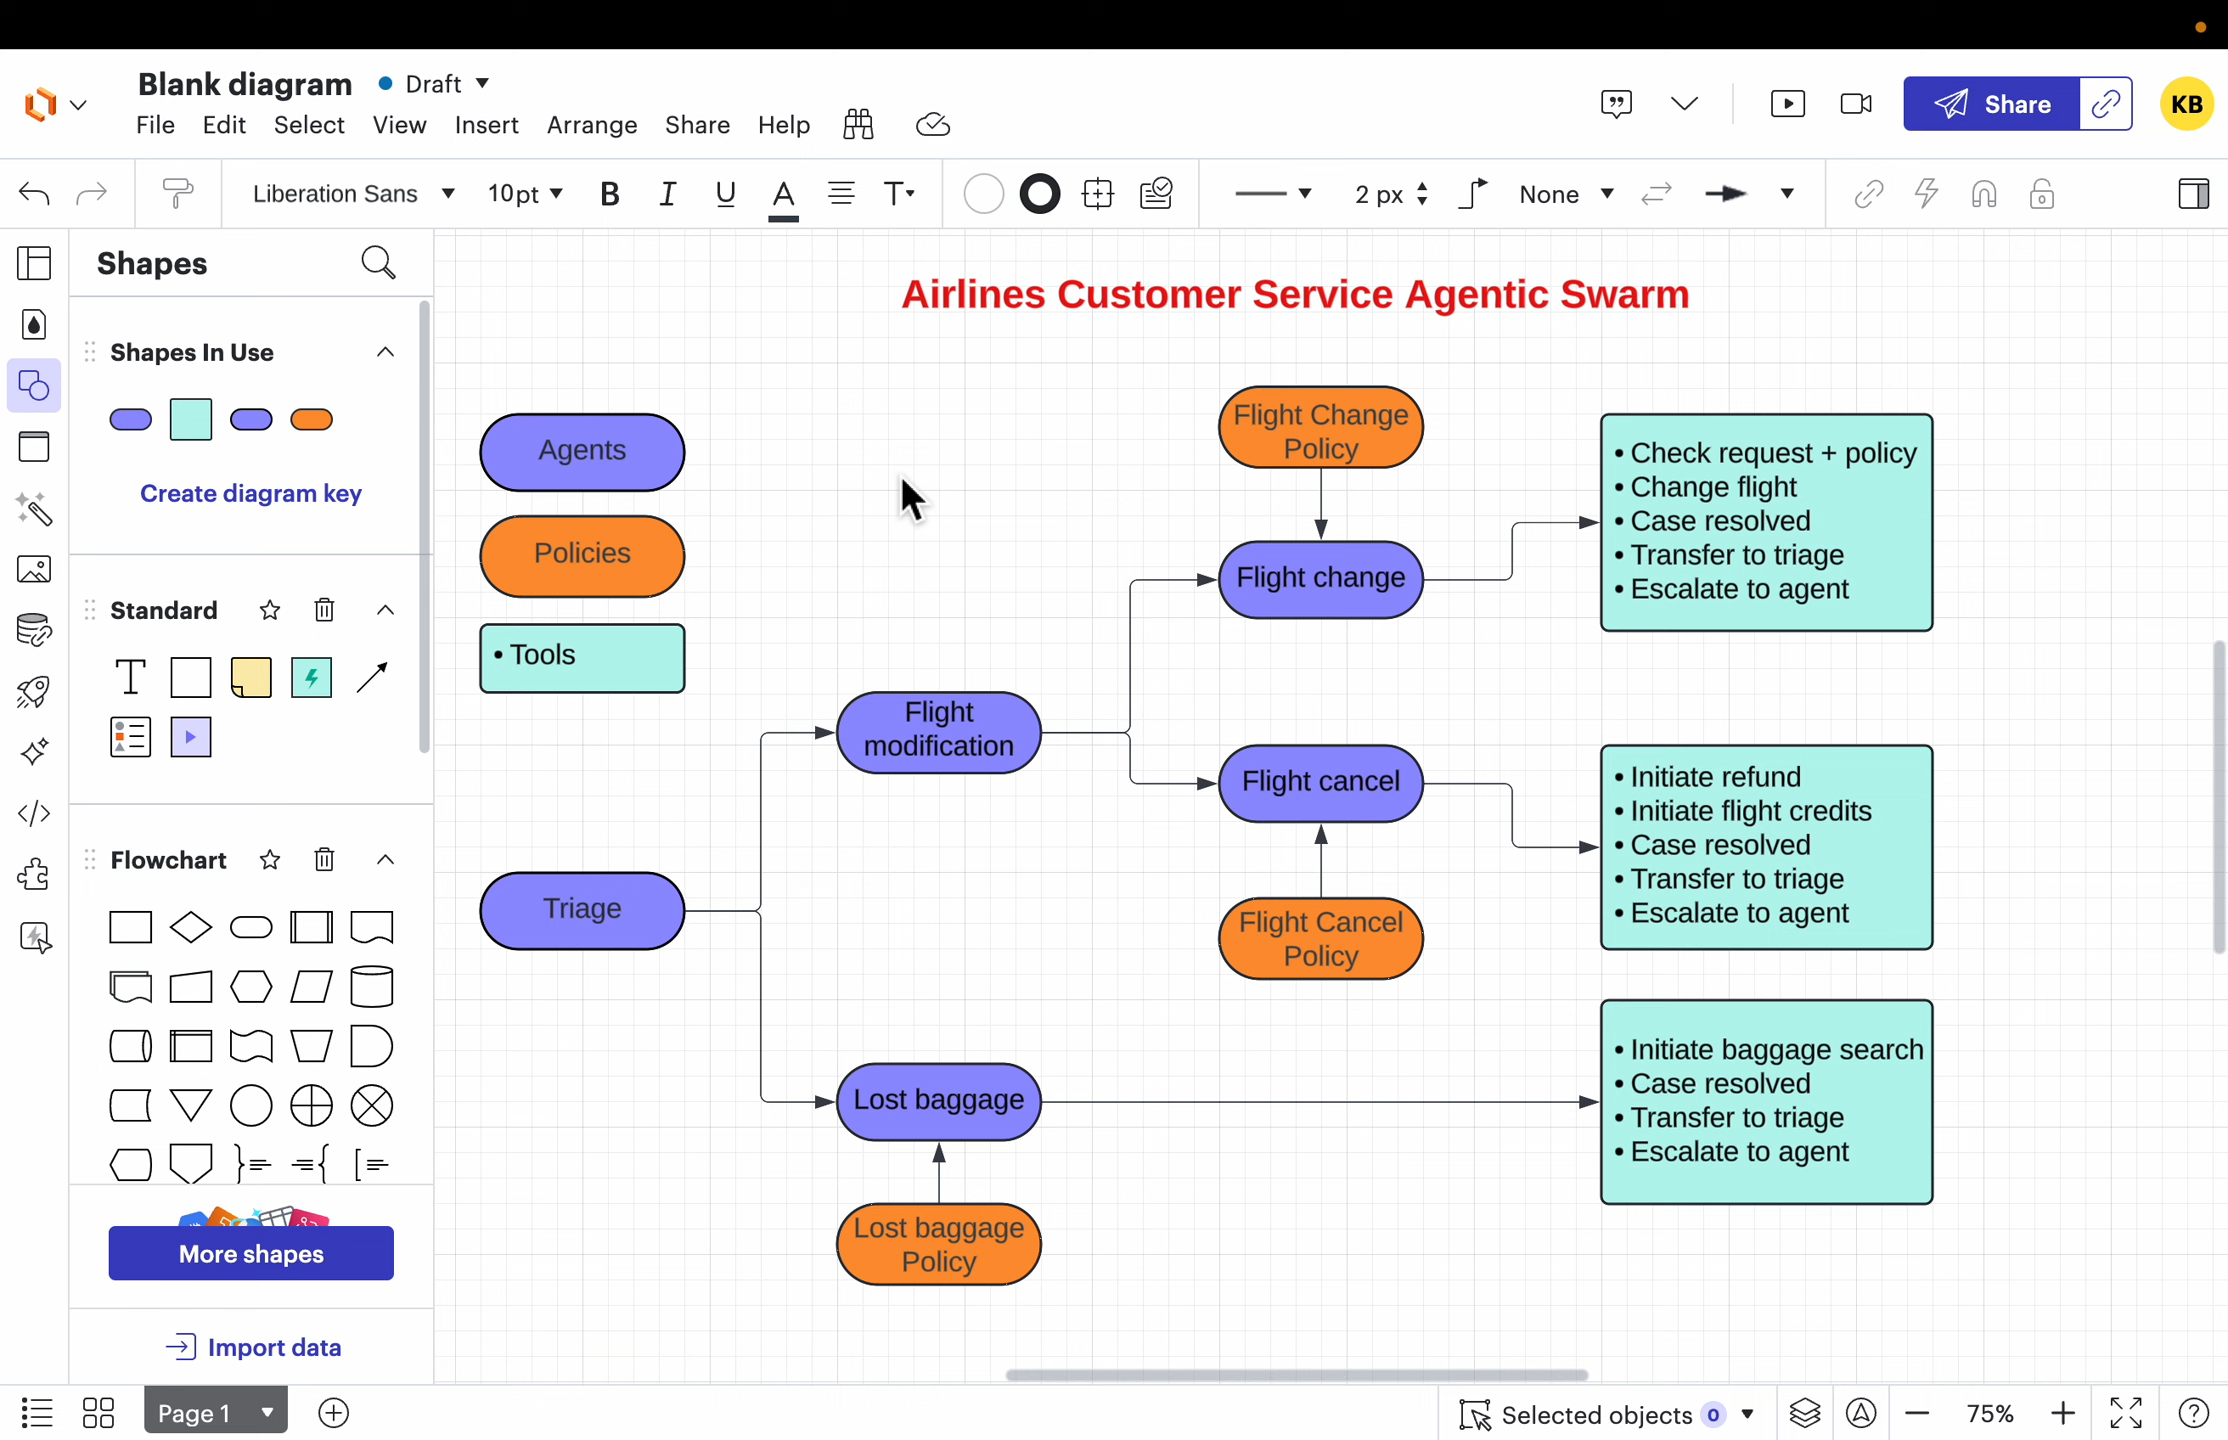 Blank diagram
Draft
File Edit Select View Insert Arrange Share Help
Share
KB
Liberation Sans
10pt
B I U A T
2 px
None
Shapes
Shapes In Use
Create diagram key
Standard
T
Flowchart
More shapes
Import data
Airlines Customer Service Agentic Swarm
Agents
Policies
• Tools
Triage
Flight
modification
Lost baggage
Lost baggage
Policy
Flight Change
Policy
Flight change
Flight cancel
Flight Cancel
Policy
• Check request + policy
• Change flight
• Case resolved
• Transfer to triage
• Escalate to agent
• Initiate refund
• Initiate flight credits
• Case resolved
• Transfer to triage
• Escalate to agent
• Initiate baggage search
• Case resolved
• Transfer to triage
• Escalate to agent
Page 1
Selected objects 0
75%